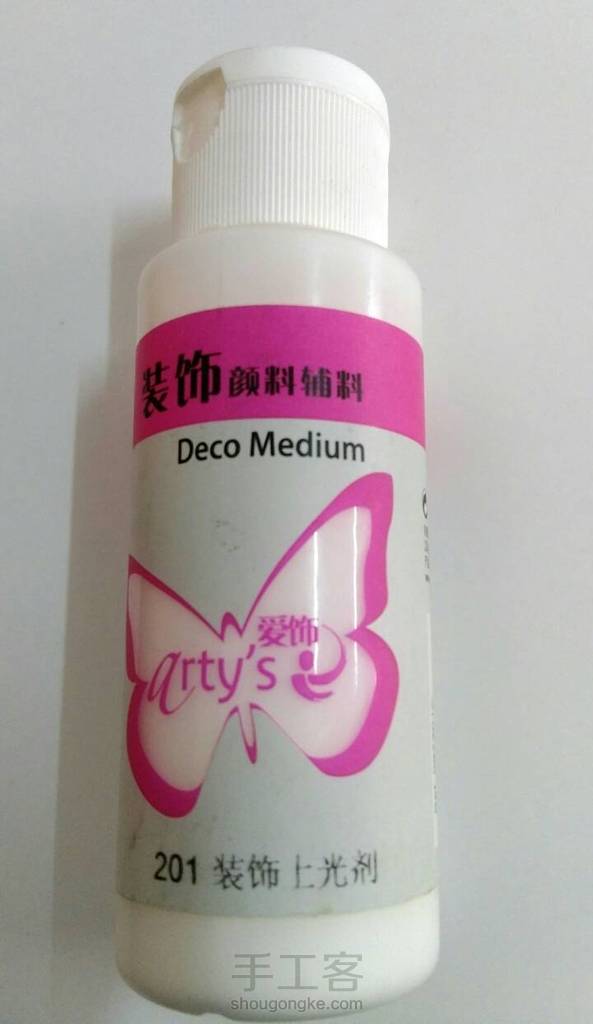 装饰 颜料辅料
Deco Medium
爱饰
arty's
201 装饰上光剂
手工客
shougongke.com